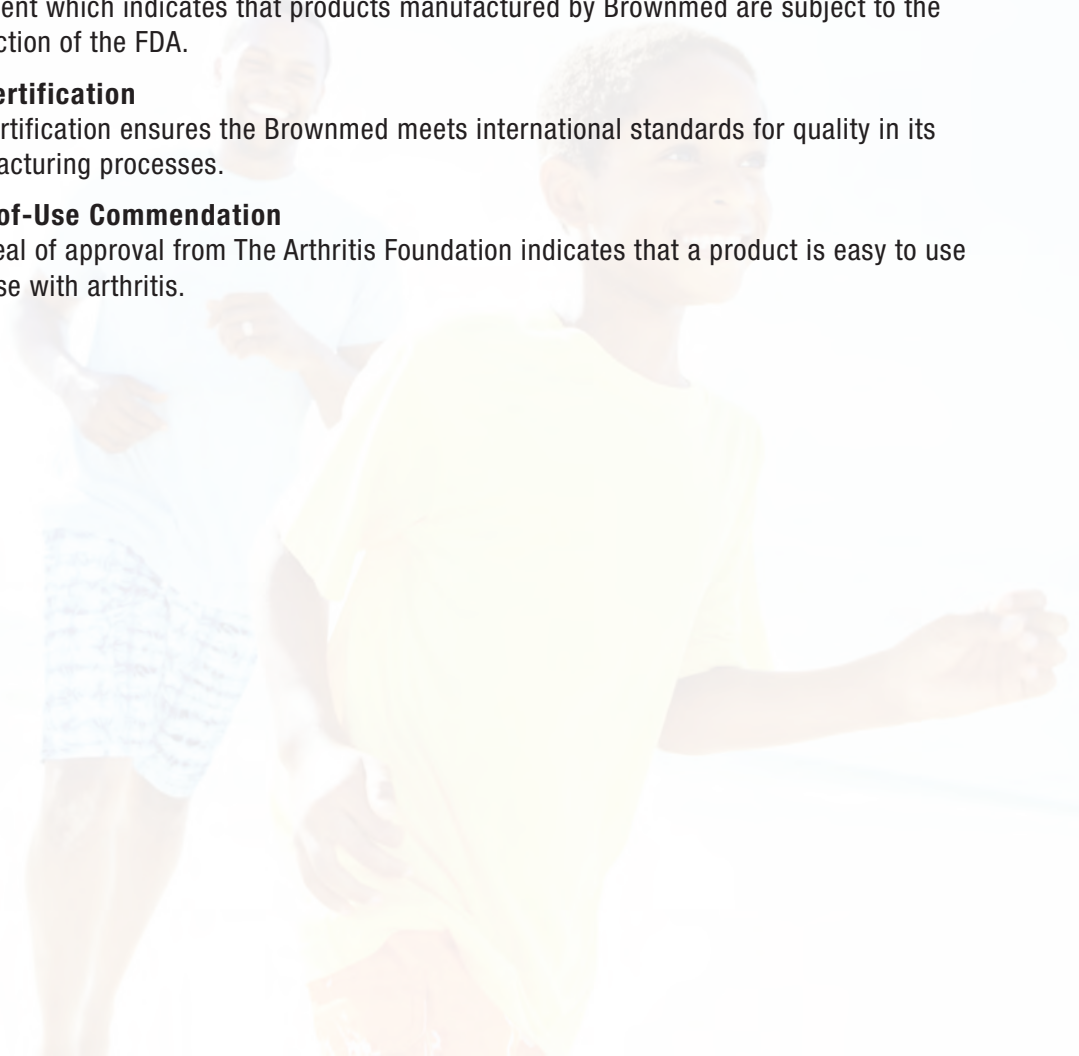 ent which indicates that products manufactured by Brownmed are subject to the
ction of the FDA.
ertification
rtification ensures the Brownmed meets international standards for quality in its
acturing processes.
of-Use Commendation
eal of approval from The Arthritis Foundation indicates that a product is easy to use
se with arthritis.